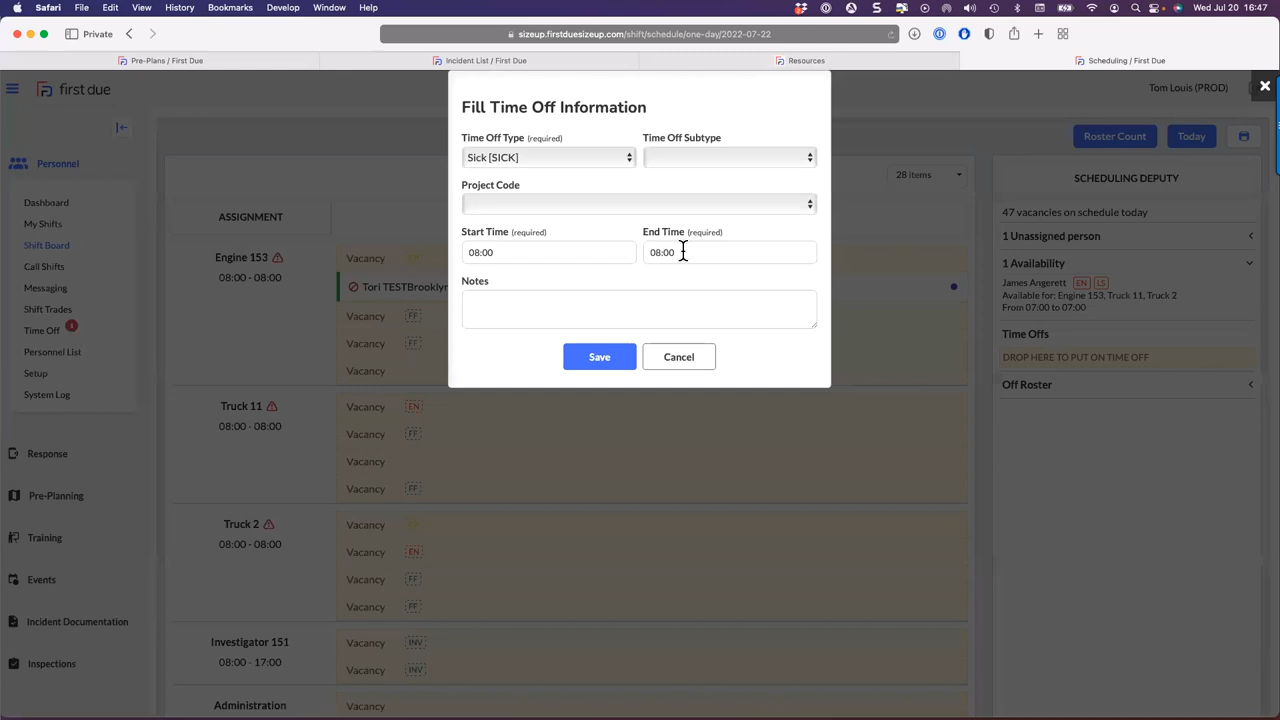 Safari File Edit View History Bookmarks Develop Window Help Wed Jul 20 16:47
Private sizeup.firstduesizeup.com/shift/schedule/one-day/2022-07-22
Pre-Plans / First Due Incident List / First Due Resources Scheduling / First Due
first due
Tom Louis (PROD)
Personnel
Dashboard
My Shifts
Shift Board
Call Shifts
Messaging
Shift Trades
Time Off
Personnel List
Setup
System Log
Response
Pre-Planning
Training
Events
Incident Documentation
Inspections
Roster Count Today
28 items
ASSIGNMENT
Engine 153
08:00 - 08:00
Vacancy
Tori TESTBrooklyn
Vacancy FF
Vacancy FF
Vacancy
Truck 11
08:00 - 08:00
Vacancy EN
Vacancy FF
Vacancy
Vacancy FF
Truck 2
08:00 - 08:00
Vacancy
Vacancy EN
Vacancy FF
Vacancy FF
Investigator 151
08:00 - 17:00
Vacancy INV
Vacancy INV
Administration
Vacancy
Fill Time Off Information
Time Off Type (required) Time Off Subtype
Sick [SICK]
Project Code
Start Time (required) End Time (required)
08:00 08:00
Notes
Save Cancel
SCHEDULING DEPUTY
47 vacancies on schedule today
1 Unassigned person
1 Availability
James Angerett EN LS
Available for: Engine 153, Truck 11, Truck 2
From 07:00 to 07:00
Time Offs
DROP HERE TO PUT ON TIME OFF
Off Roster